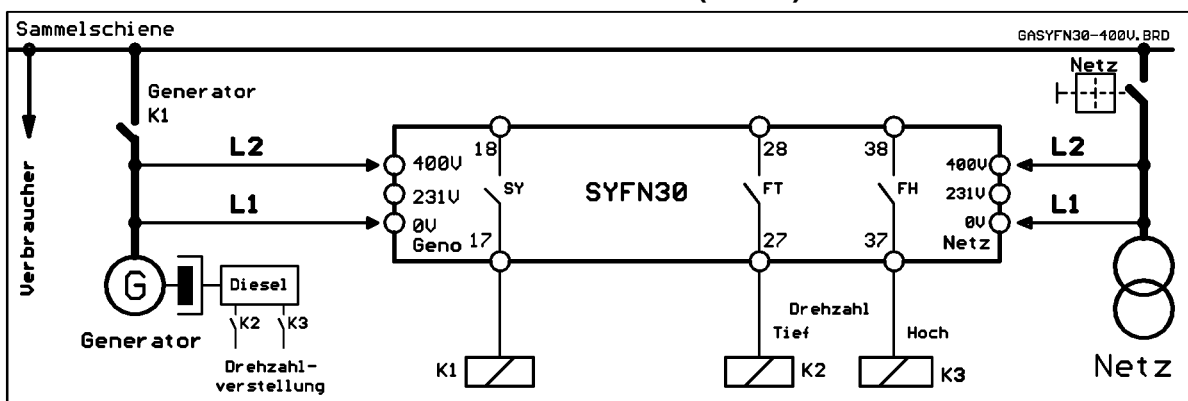 Sammelschiene
GASYFN30-400V.BRD
Netz
Generator
K1
Verbraucher
L2
L1
400V
231V
0V
Geno
18
SY
17
SYFN30
28
FT
27
38
FH
37
400V
231V
0V
Netz
L2
L1
G
Diesel
K2
K3
Generator
Drehzahl-
verstellung
Drehzahl
Tief
Hoch
K1
K2
K3
Netz